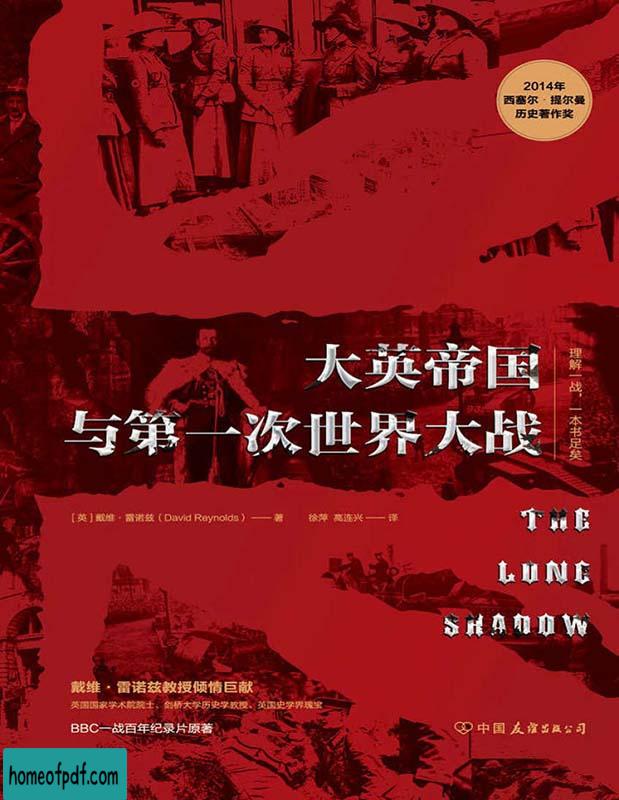 2014年
西塞尔·提尔曼
历史著作奖
大英帝国
与第一次世界大战
理解一战，一本书足矣
[英]戴维·雷诺兹(David Reynolds)——著
徐萍 高连兴——译
THE
LONG
SHADOW
戴维·雷诺兹教授倾情巨献
英国国家学术院院士、剑桥大学历史学教授、英国史学界瑰宝
BBC一战百年纪录片原著
中国友谊出版公司
homeofpdf.com